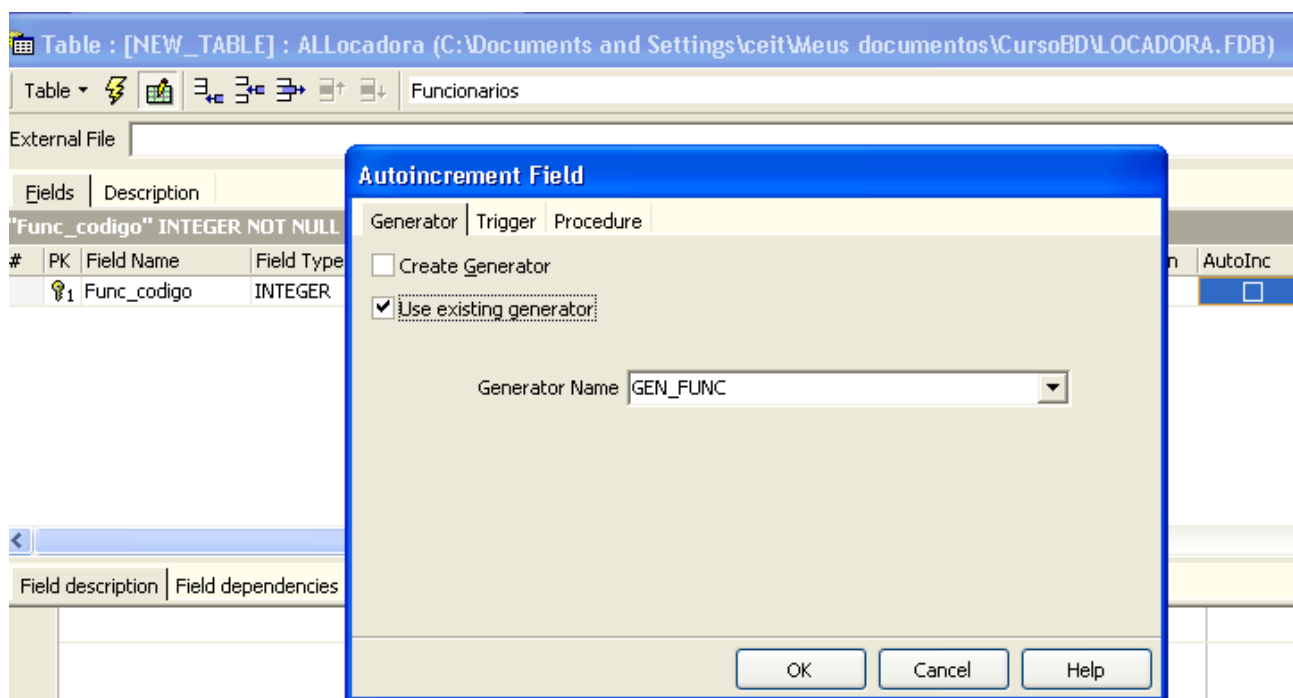 Table : [NEW_TABLE] : ALLocadora (C:\Documents and Settings\ceit\Meus documentos\CursoBD\LOCADORA.FDB)
Table Funcionarios
External File
Fields Description
"Func_codigo" INTEGER NOT NULL
# PK Field Name Field Type n AutoInc
1 Func_codigo INTEGER
Autoincrement Field
Generator Trigger Procedure
Create Generator
Use existing generator
Generator Name GEN_FUNC
OK Cancel Help
Field description Field dependencies